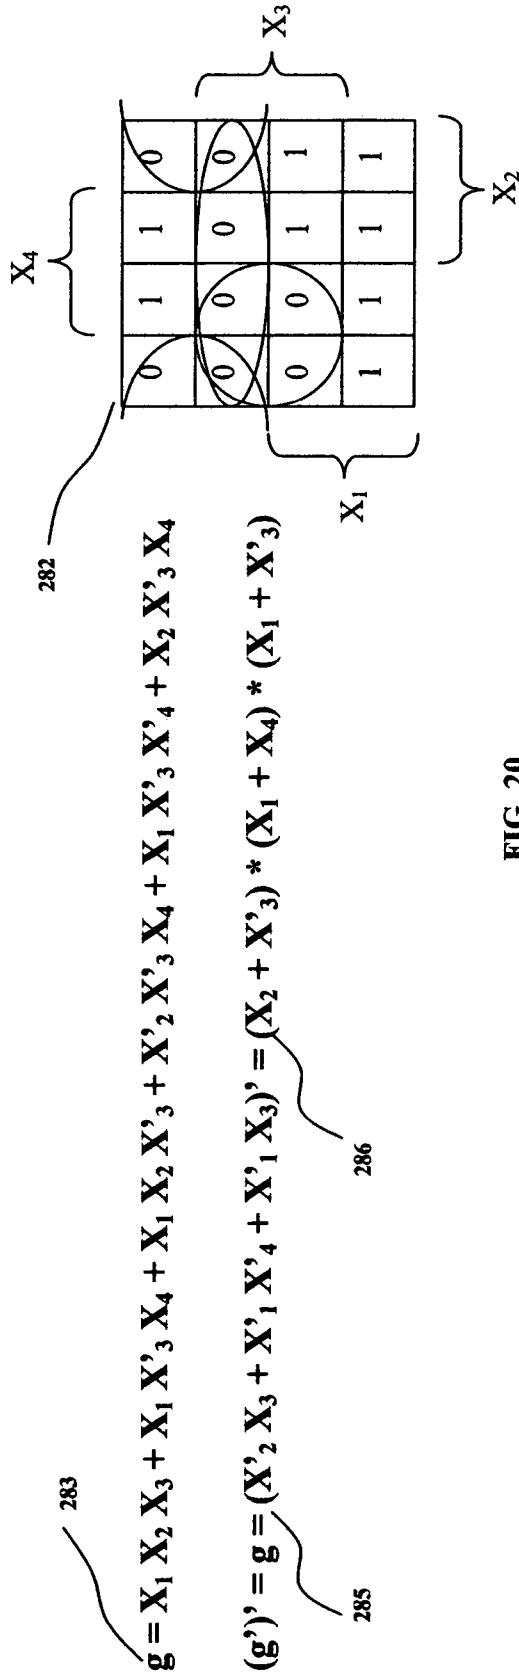 X₄
282
0 1 1 0
0 0 0 0
X₃
0 0 1 1
1 1 1 1
X₁
X₂
283
g = X₁ X₂ X₃ + X₁ X'₃ X₄ + X₁ X₂ X'₃ + X'₂ X'₃ X₄ + X₁ X'₃ X'₄ + X₂ X'₃ X₄
(g')' = g = (X'₂ X₃ + X'₁ X'₄ + X'₁ X₃)' = (X₂ + X'₃) * (X₁ + X₄) * (X₁ + X'₃)
285
286
FIG. 20